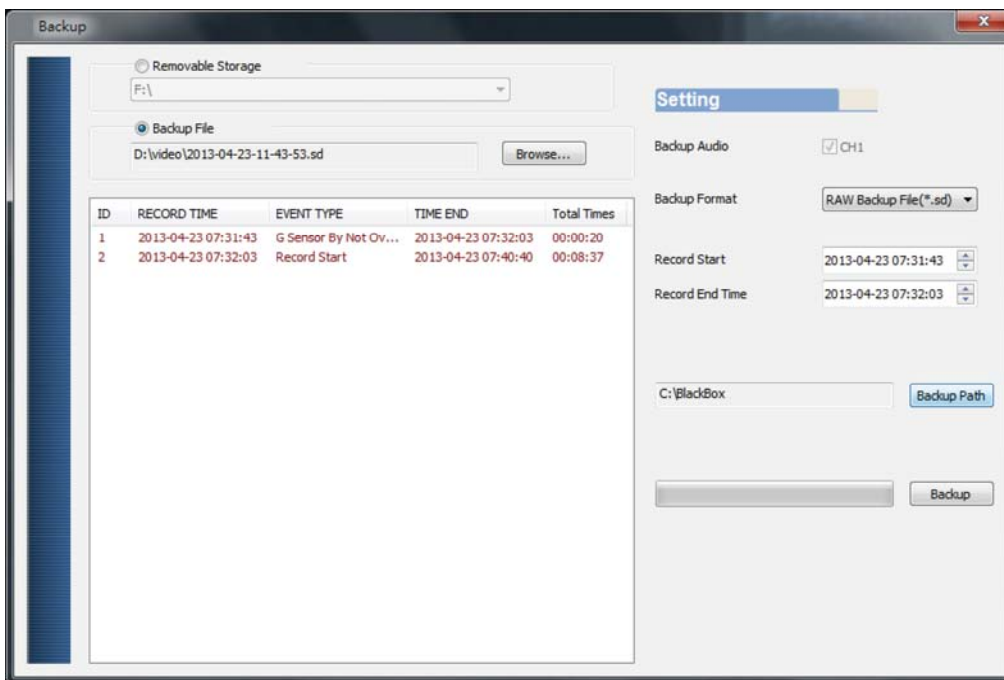 Backup
Removable Storage
F:\
Backup File
D:\video\2013-04-23-11-43-53.sd
Browse...
ID RECORD TIME EVENT TYPE TIME END Total Times
1 2013-04-23 07:31:43 G Sensor By Not Ov... 2013-04-23 07:32:03 00:00:20
2 2013-04-23 07:32:03 Record Start 2013-04-23 07:40:40 00:08:37
Setting
Backup Audio CH1
Backup Format RAW Backup File(*.sd)
Record Start 2013-04-23 07:31:43
Record End Time 2013-04-23 07:32:03
C:\BlackBox Backup Path
Backup